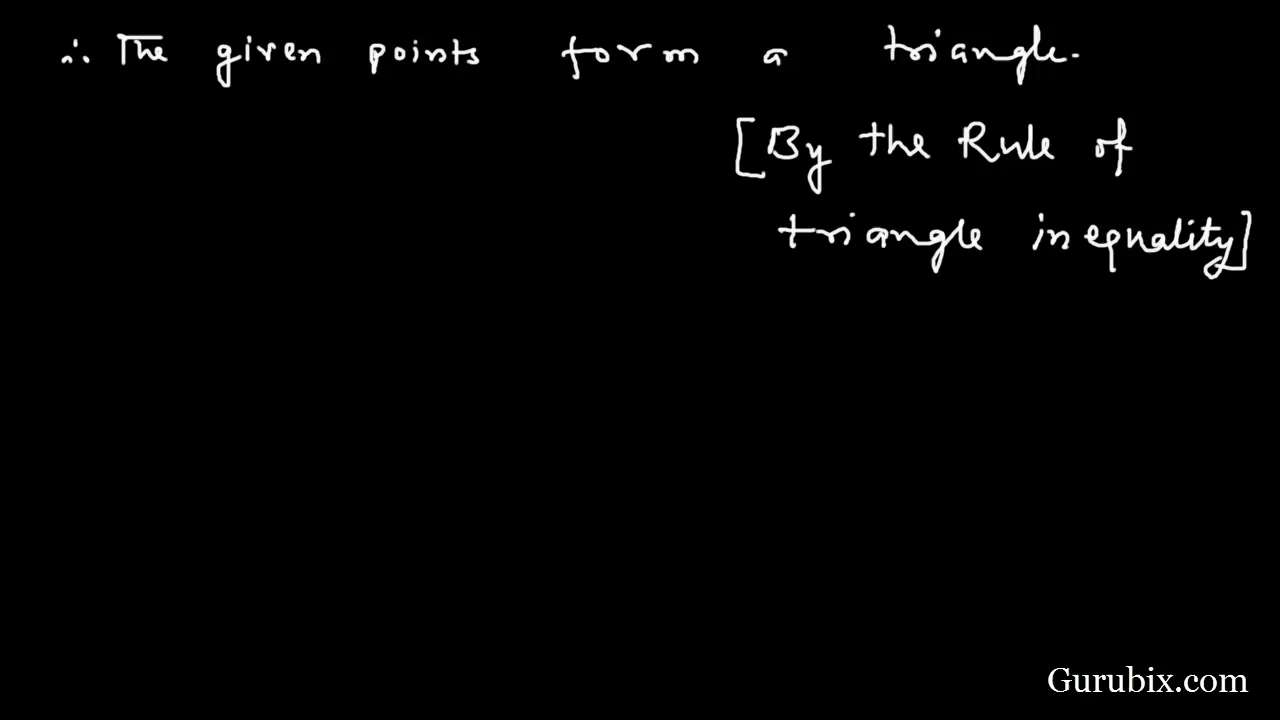 ∴ The given points form a triangle.
[By the Rule of
triangle inequality]
Gurubix.com